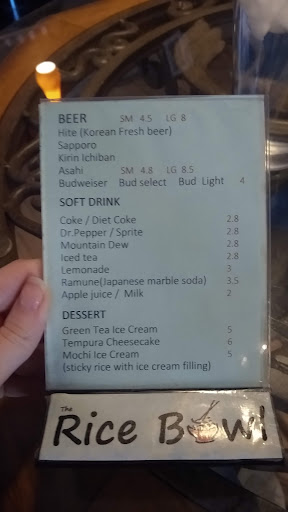 BEER SM 4.5 LG 8
Hite (Korean Fresh beer)
Sapporo
Kirin Ichiban
Asahi SM 4.8 LG 8.5
Budweiser Bud select Bud Light 4
SOFT DRINK
Coke / Diet Coke 2.8
Dr.Pepper / Sprite 2.8
Mountain Dew 2.8
Iced tea 2.8
Lemonade 3
Ramune(Japanese marble soda) 3.5
Apple juice / Milk 2
DESSERT
Green Tea Ice Cream 5
Tempura Cheesecake 6
Mochi Ice Cream 5
(sticky rice with ice cream filling)
The
Rice Bowl